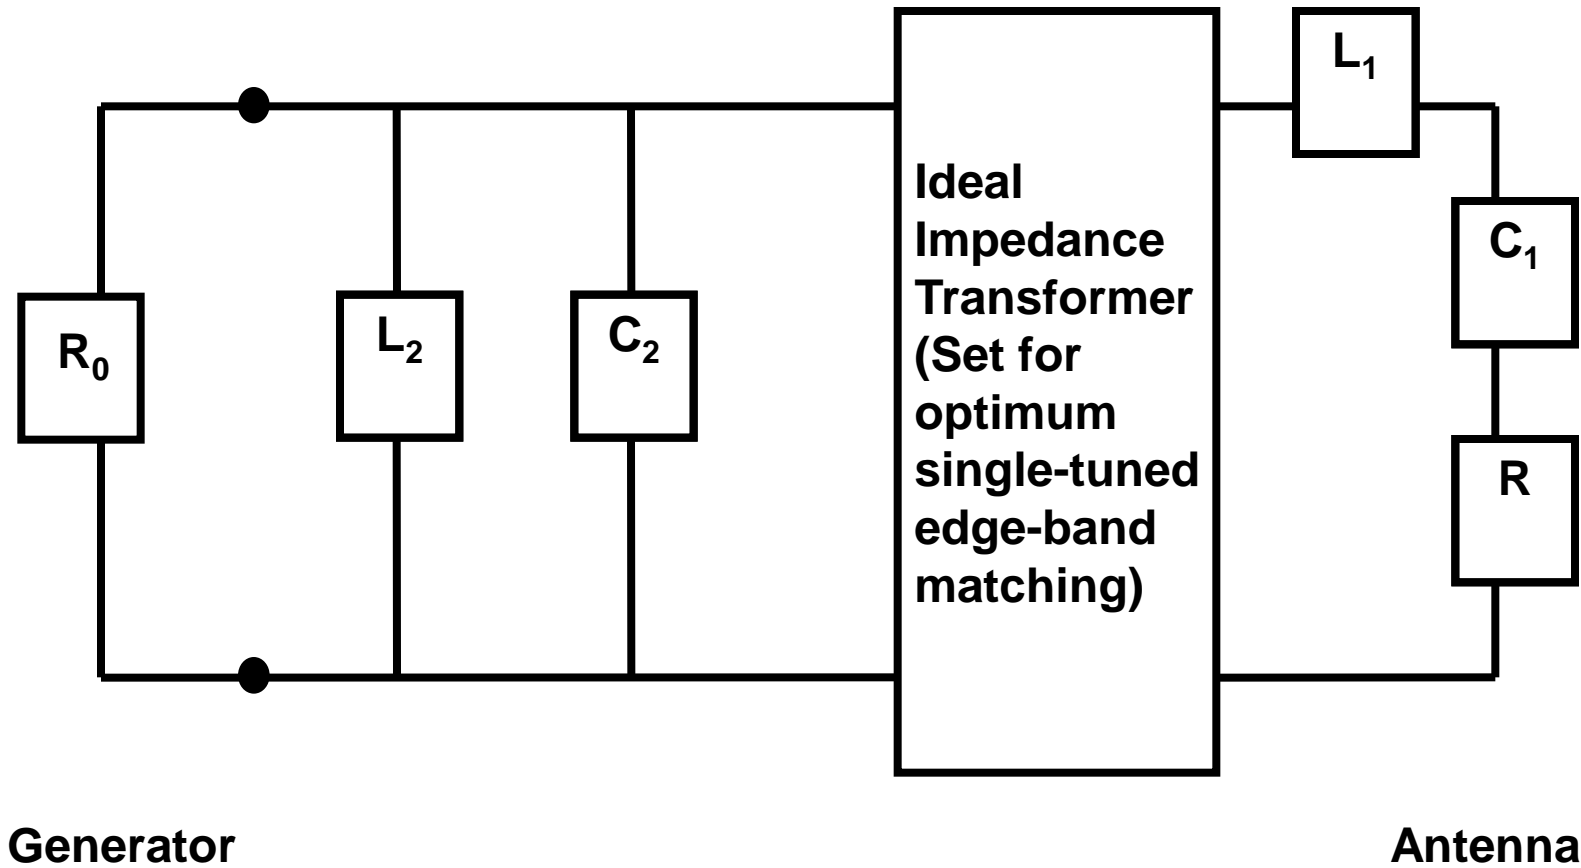 R0
L2
C2
Ideal
Impedance
Transformer
(Set for
optimum
single-tuned
edge-band
matching)
L1
C1
R
Generator
Antenna